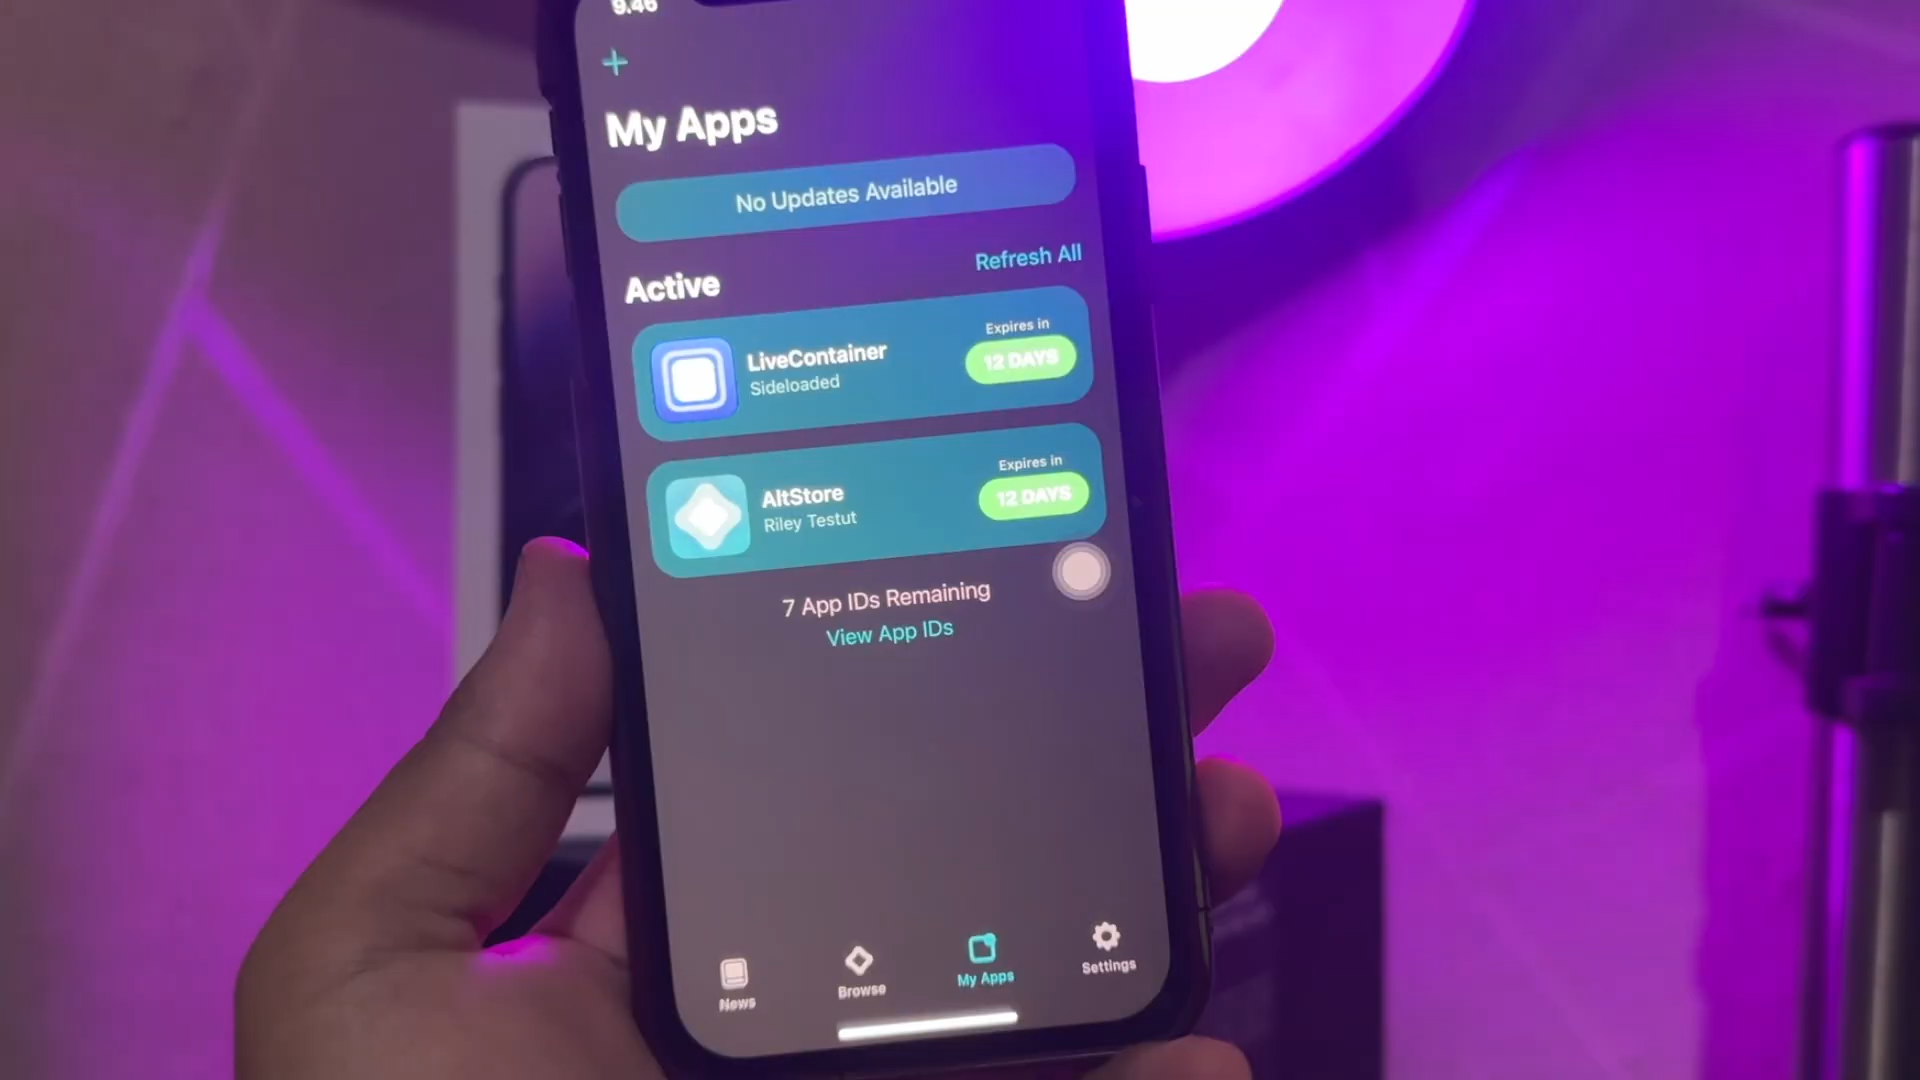 9:46
My Apps
No Updates Available
Active
Refresh All
LiveContainer
Sideloaded
Expires in
12 DAYS
AltStore
Riley Testut
Expires in
12 DAYS
7 App IDs Remaining
View App IDs
News
Browse
My Apps
Settings